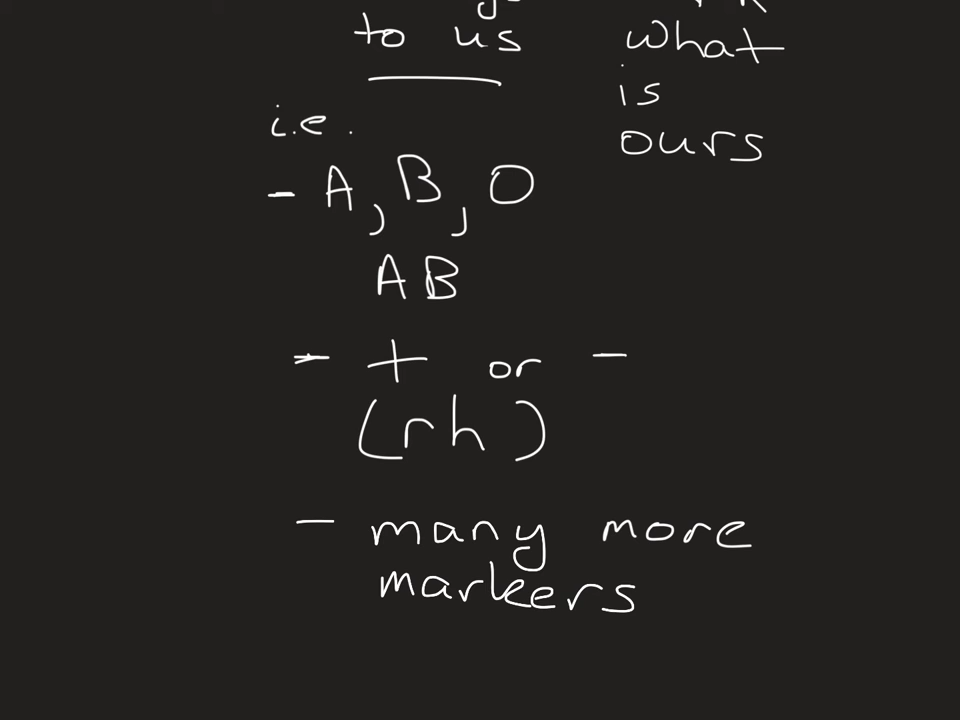 to us
what
is
ours
i.e.
- A, B, O
AB
- + or -
(rh)
- many more
markers